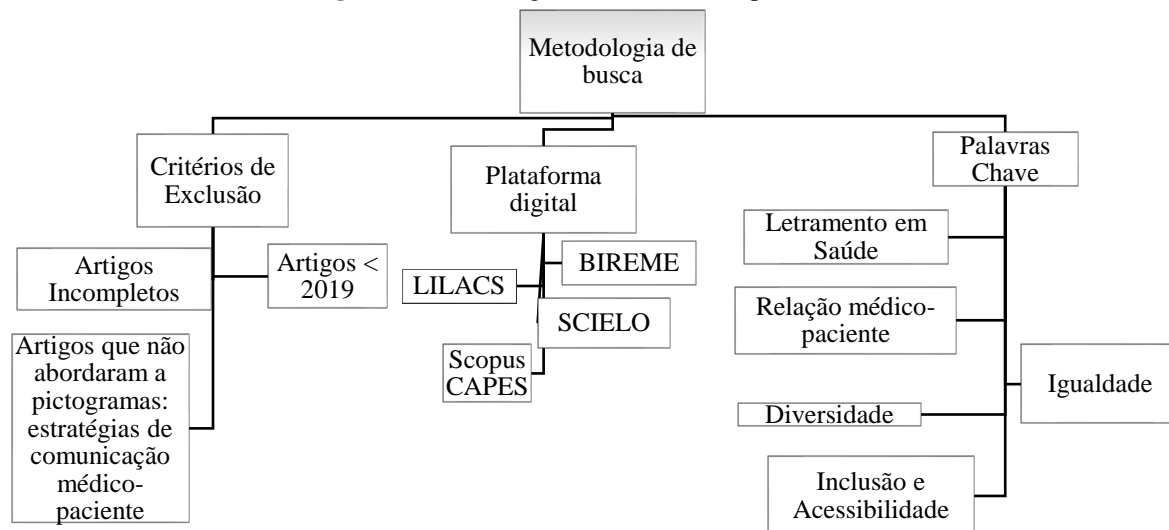 Metodologia de
busca
Critérios de
Exclusão
Artigos
Incompletos
Artigos <
2019
Artigos que não
abordaram a
pictogramas:
estratégias de
comunicação
médico-
paciente
Plataforma
digital
LILACS
BIREME
SCIELO
Scopus
CAPES
Palavras
Chave
Letramento em
Saúde
Relação médico-
paciente
Igualdade
Diversidade
Inclusão e
Acessibilidade